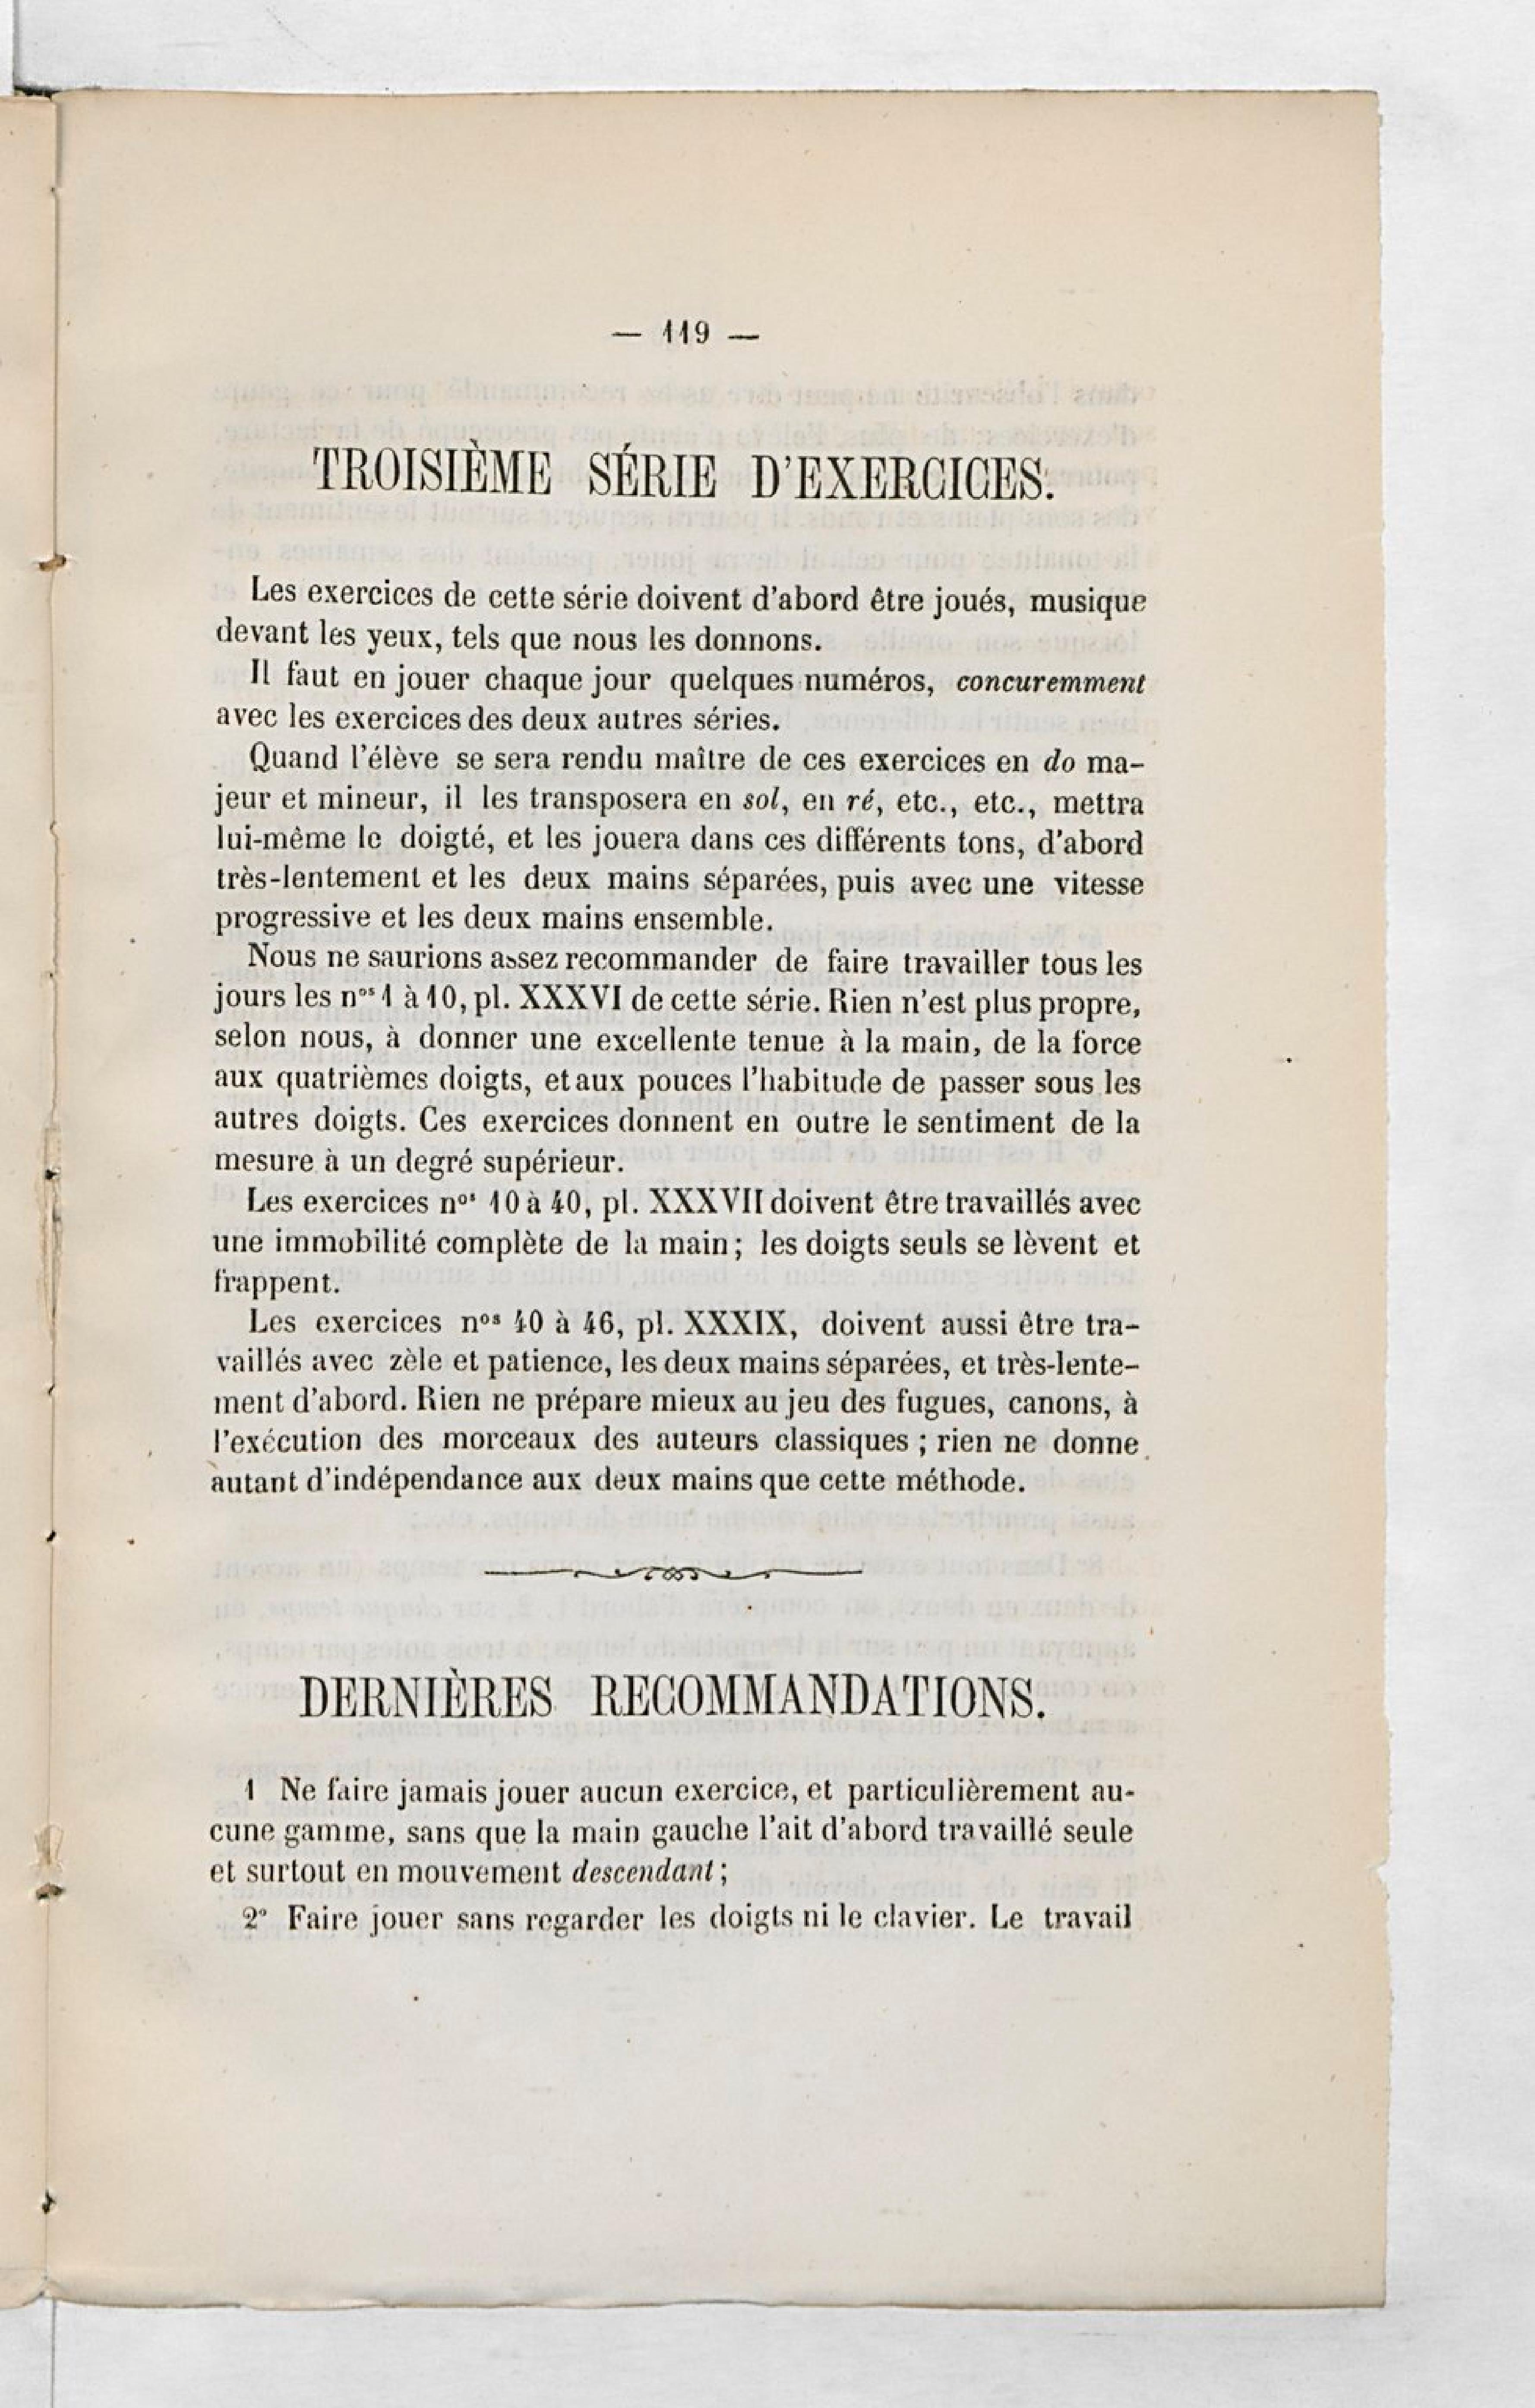 — 119 —
TROISIÈME SÉRIE D'EXERCICES.
Les exercices de cette série doivent d'abord être joués, musique
devant les yeux, tels que nous les donnons.
Il faut en jouer chaque jour quelques numéros, concuremment
avec les exercices des deux autres séries.
Quand l'élève se sera rendu maître de ces exercices en do ma-
jeur et mineur, il les transposera en sol, en ré, etc., etc., mettra
lui-même le doigté, et les jouera dans ces différents tons, d'abord
très-lentement et les deux mains séparées, puis avec une vitesse
progressive et les deux mains ensemble.
Nous ne saurions assez recommander de faire travailler tous les
jours les nos 1 à 10, pl. XXXVI de cette série. Rien n'est plus propre,
selon nous, à donner une excellente tenue à la main, de la force
aux quatrièmes doigts, et aux pouces l'habitude de passer sous les
autres doigts. Ces exercices donnent en outre le sentiment de la
mesure à un degré supérieur.
Les exercices nos 10 à 40, pl. XXXVII doivent être travaillés avec
une immobilité complète de la main; les doigts seuls se lèvent et
frappent.
Les exercices nos 40 à 46, pl. XXXIX, doivent aussi être tra-
vaillés avec zèle et patience, les deux mains séparées, et très-lente-
ment d'abord. Rien ne prépare mieux au jeu des fugues, canons, à
l'exécution des morceaux des auteurs classiques ; rien ne donne
autant d'indépendance aux deux mains que cette méthode.
DERNIÈRES RECOMMANDATIONS.
1 Ne faire jamais jouer aucun exercice, et particulièrement au-
cune gamme, sans que la main gauche l'ait d'abord travaillé seule
et surtout en mouvement descendant ;
2° Faire jouer sans regarder les doigts ni le clavier. Le travail